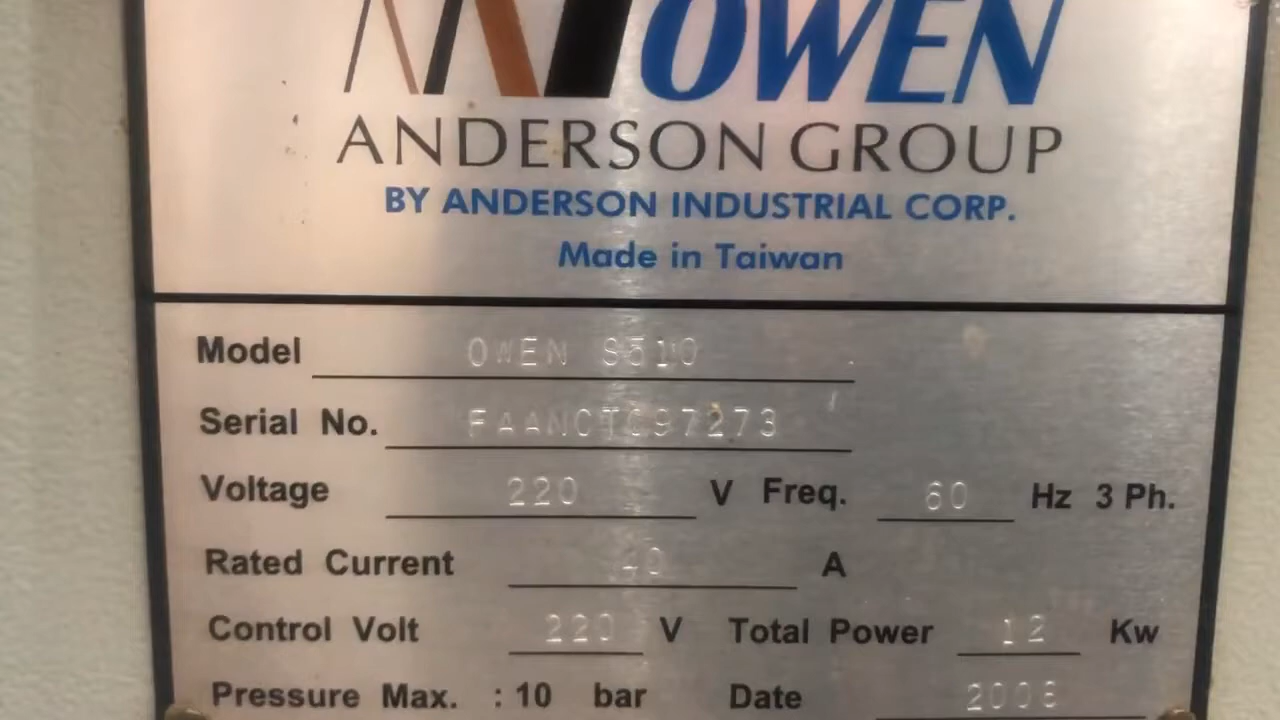 OWEN
ANDERSON GROUP
BY ANDERSON INDUSTRIAL CORP.
Made in Taiwan
Model OWEN S510
Serial No. FAANCTC97273
Voltage 220 V Freq. 60 Hz 3 Ph.
Rated Current A
Control Volt 220 V Total Power 12 Kw
Pressure Max. : 10 bar Date 2008